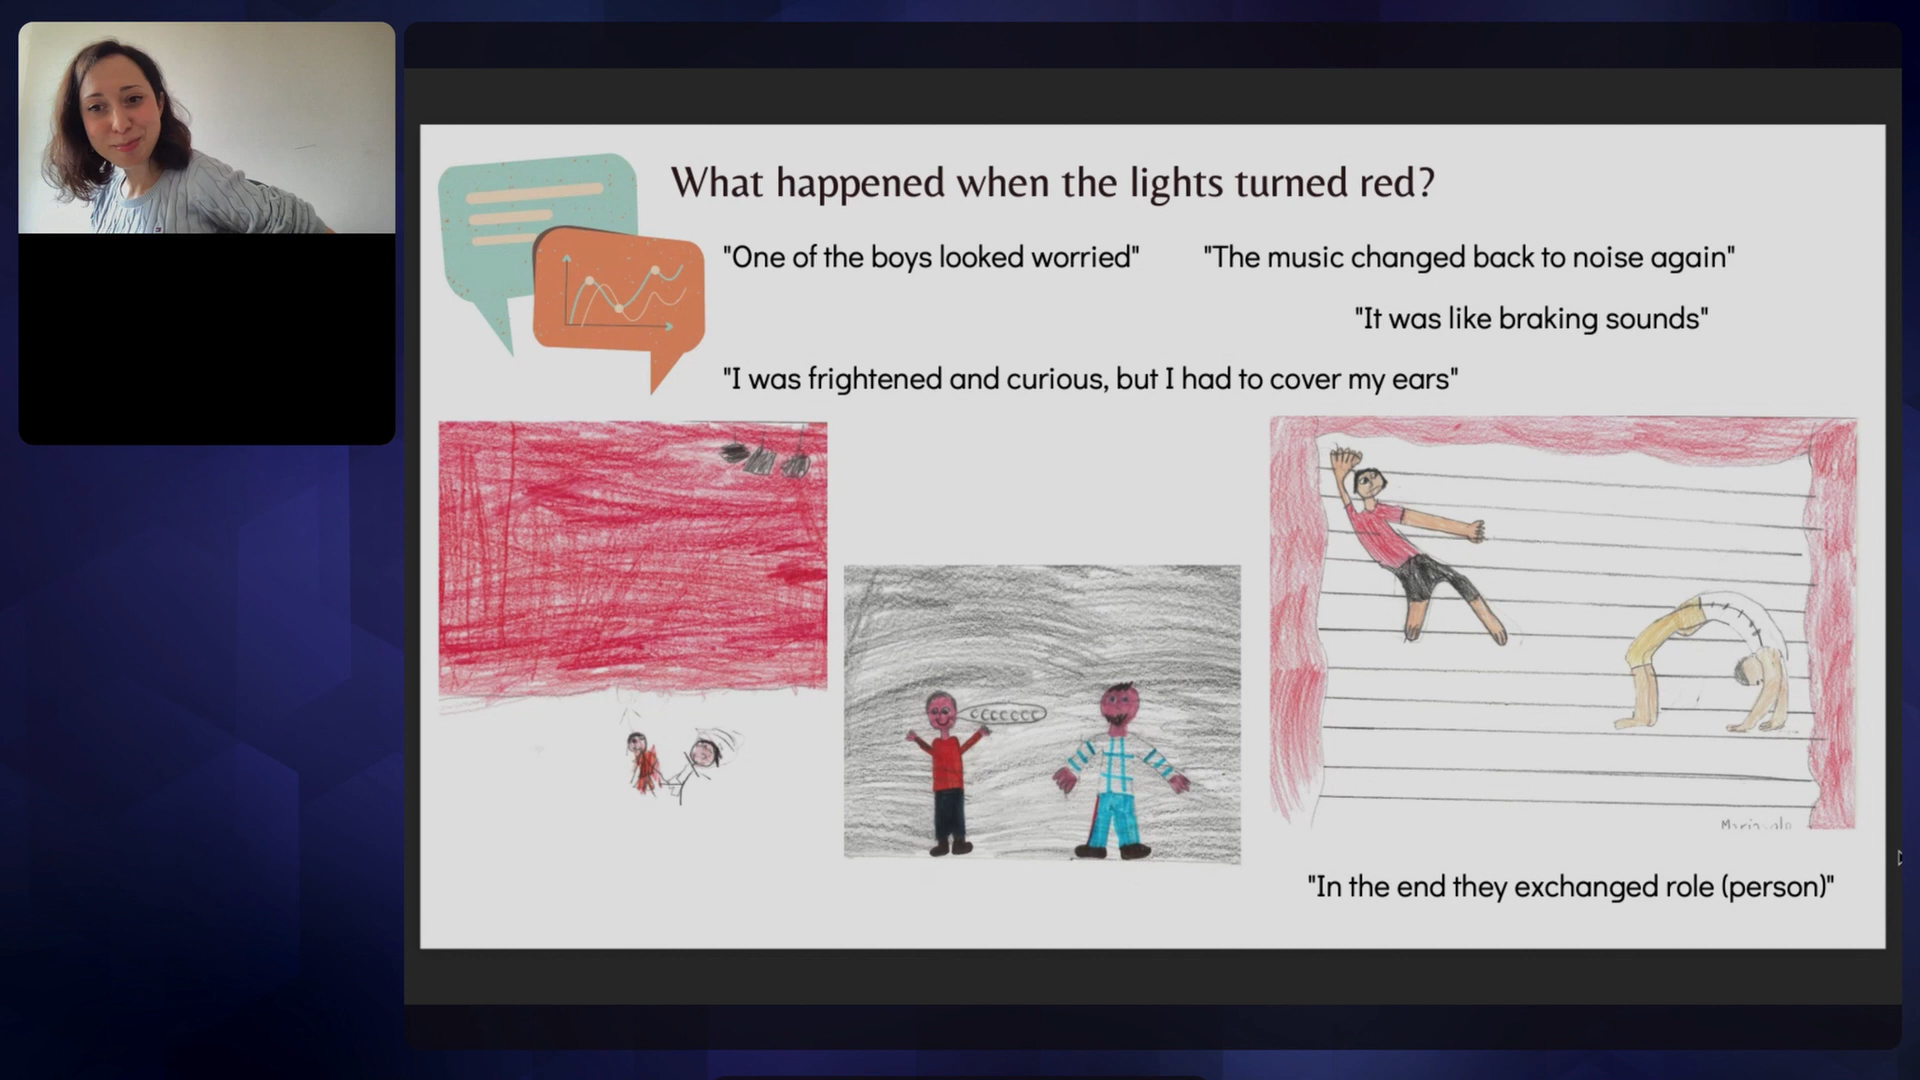 What happened when the lights turned red?
"One of the boys looked worried"
"The music changed back to noise again"
"It was like braking sounds"
"I was frightened and curious, but I had to cover my ears"
ccccccc
"In the end they exchanged role (person)"